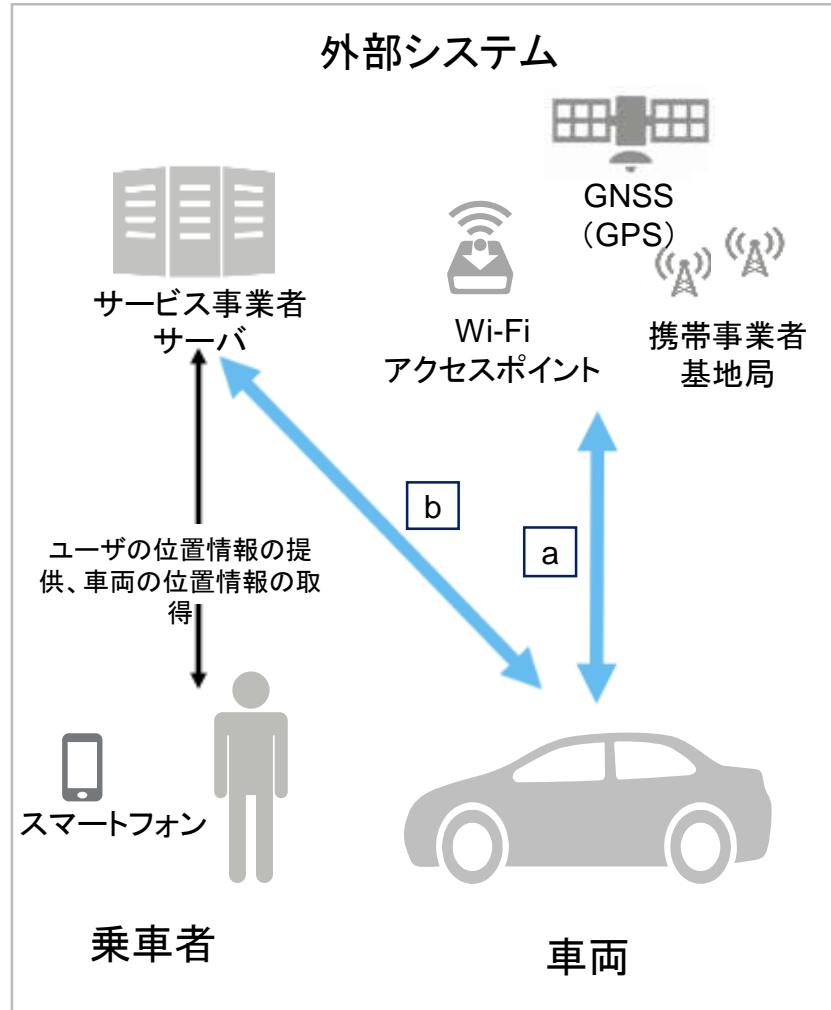 外部システム
GNSS
（GPS）
サービス事業者
サーバ
Wi-Fi
アクセスポイント
携帯事業者
基地局
b
a
ユーザの位置情報の提
供、車両の位置情報の取
得
スマートフォン
乗車者
車両